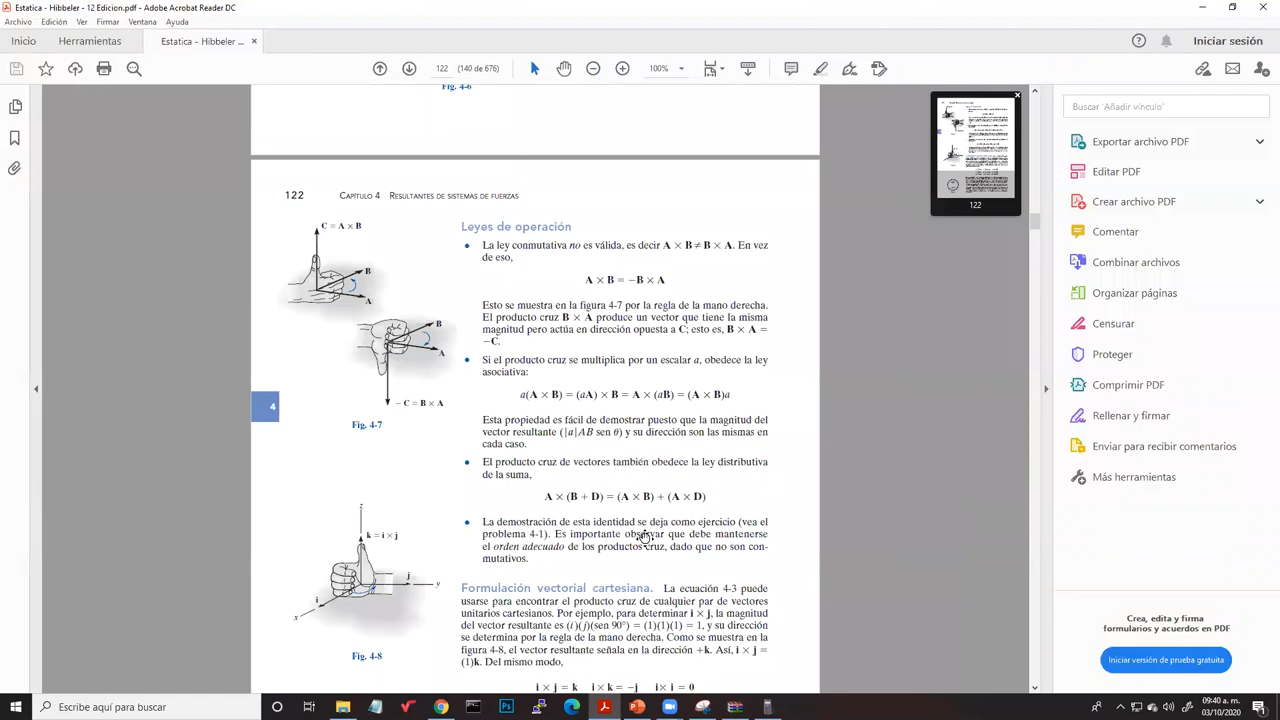 Estatica - Hibbeler - 12 Edicion.pdf - Adobe Acrobat Reader DC
Archivo Edición Ver Firmar Ventana Ayuda
Inicio Herramientas Estatica - Hibbeler ... × Iniciar sesión
122 (140 de 676) 100%
Fig. 4-6
122 CAPÍTULO 4 RESULTANTES DE SISTEMAS DE FUERZAS
C = A × B
B
A
B
A
− C = B × A
Fig. 4-7
4
z
k = i × j
j
y
i
x
Fig. 4-8
Leyes de operación
• La ley conmutativa no es válida, es decir A × B ≠ B × A. En vez
de eso,
A × B = −B × A
Esto se muestra en la figura 4-7 por la regla de la mano derecha.
El producto cruz B × A produce un vector que tiene la misma
magnitud pero actúa en dirección opuesta a C; esto es, B × A =
−C.
• Si el producto cruz se multiplica por un escalar a, obedece la ley
asociativa:
a(A × B) = (aA) × B = A × (aB) = (A × B)a
Esta propiedad es fácil de demostrar puesto que la magnitud del
vector resultante (|a|AB sen θ) y su dirección son las mismas en
cada caso.
• El producto cruz de vectores también obedece la ley distributiva
de la suma,
A × (B + D) = (A × B) + (A × D)
• La demostración de esta identidad se deja como ejercicio (vea el
problema 4-1). Es importante observar que debe mantenerse
el orden adecuado de los productos cruz, dado que no son con-
mutativos.
Formulación vectorial cartesiana. La ecuación 4-3 puede
usarse para encontrar el producto cruz de cualquier par de vectores
unitarios cartesianos. Por ejemplo, para determinar i × j, la magnitud
del vector resultante es (i)(j)(sen 90°) = (1)(1)(1) = 1, y su dirección
se determina por la regla de la mano derecha. Como se muestra en la
figura 4-8, el vector resultante señala en la dirección +k. Así, i × j =
(1)k. Del mismo modo,
i × j = k i × k = −j i × i = 0
122
Buscar 'Añadir vínculo'
Exportar archivo PDF
Editar PDF
Crear archivo PDF
Comentar
Combinar archivos
Organizar páginas
Censurar
Proteger
Comprimir PDF
Rellenar y firmar
Enviar para recibir comentarios
Más herramientas
Crea, edita y firma
formularios y acuerdos en PDF
Iniciar versión de prueba gratuita
Escribe aquí para buscar
09:40 a. m.
03/10/2020